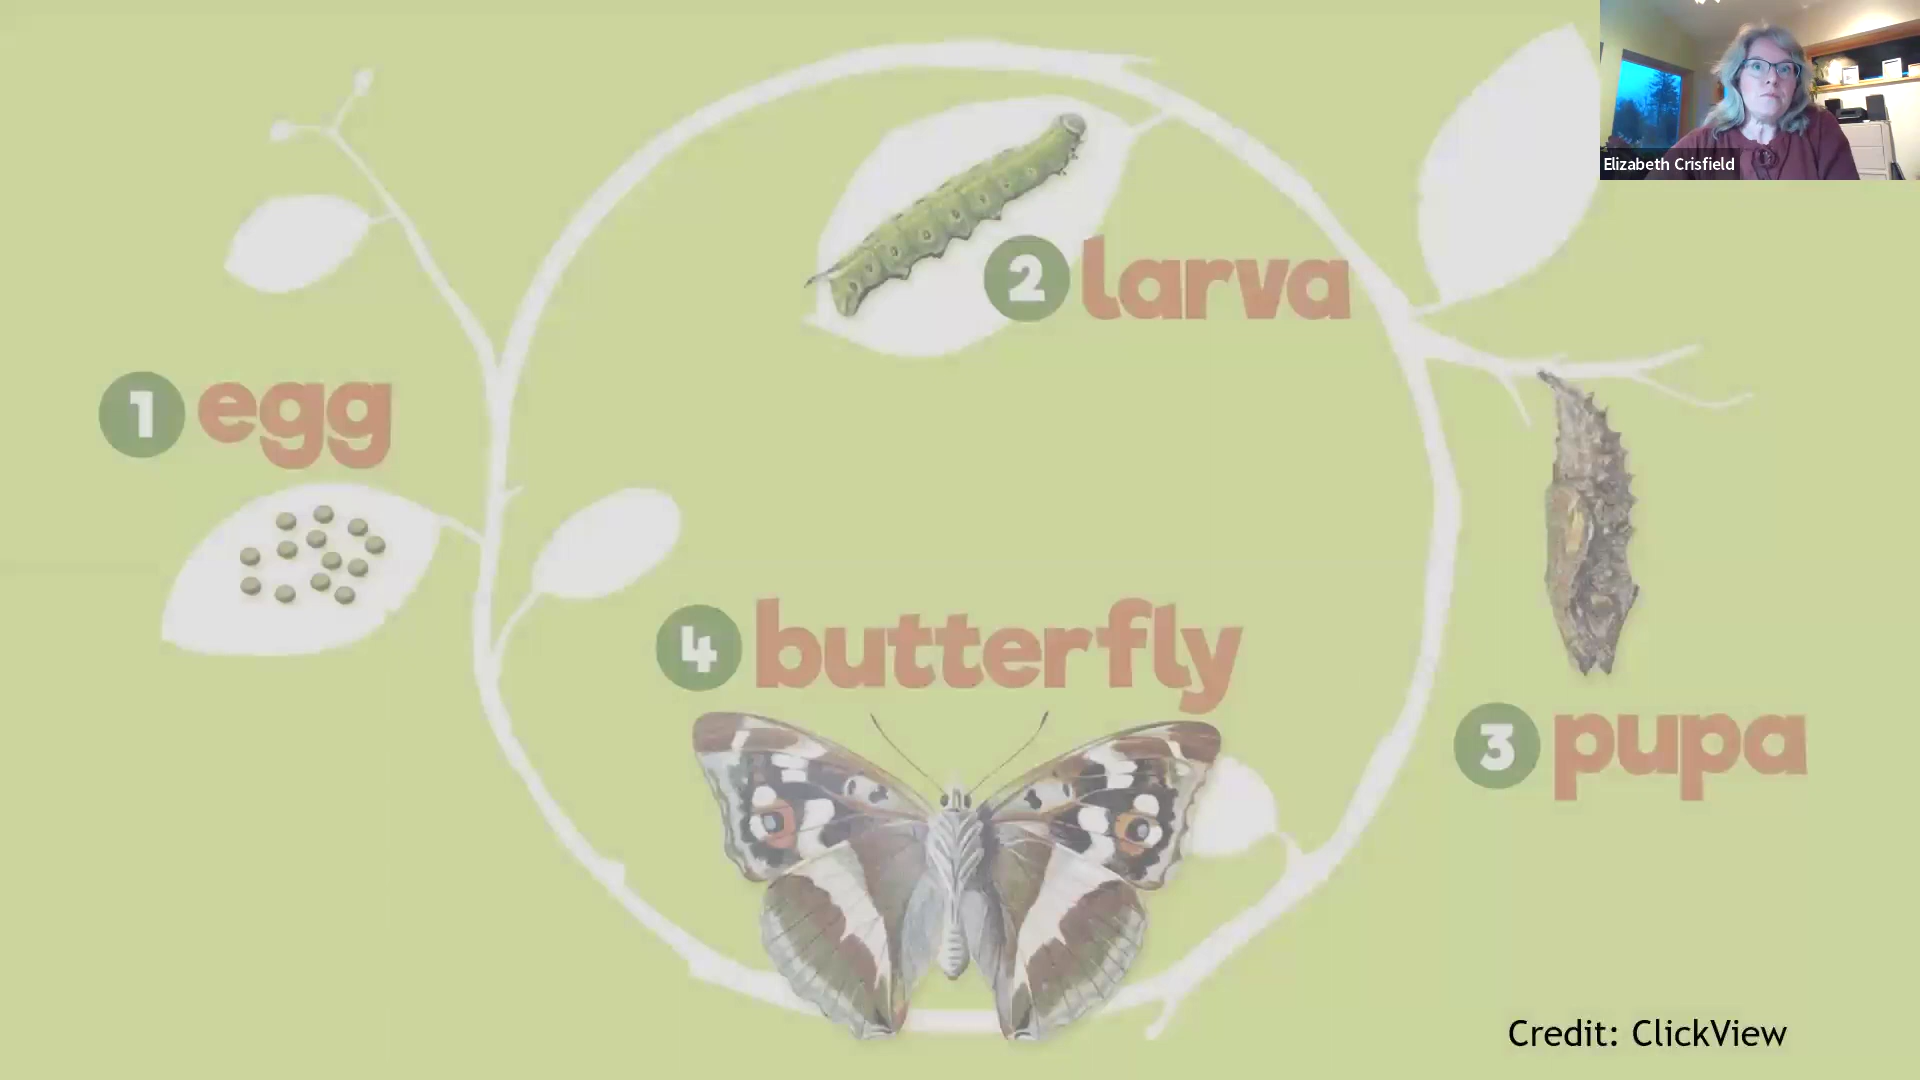 Elizabeth Crisfield
2 larva
1 egg
4 butterfly
3 pupa
Credit: ClickView